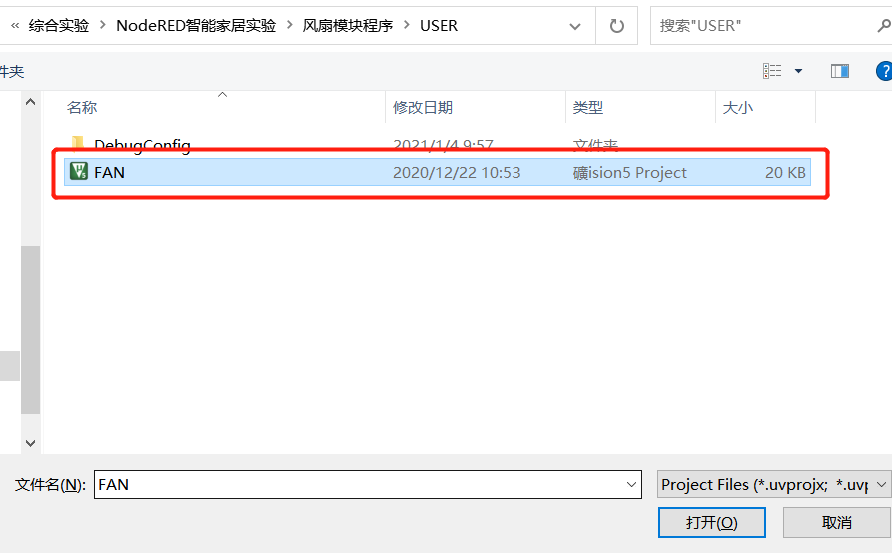 « 综合实验 > NodeRED智能家居实验 > 风扇模块程序 > USER
搜索"USER"
件夹
名称 修改日期 类型 大小
DebugConfig 2021/1/4 9:57 文件夹
FAN 2020/12/22 10:53 礦ision5 Project 20 KB
文件名(N): FAN Project Files (*.uvprojx; *.uvp
打开(O) 取消